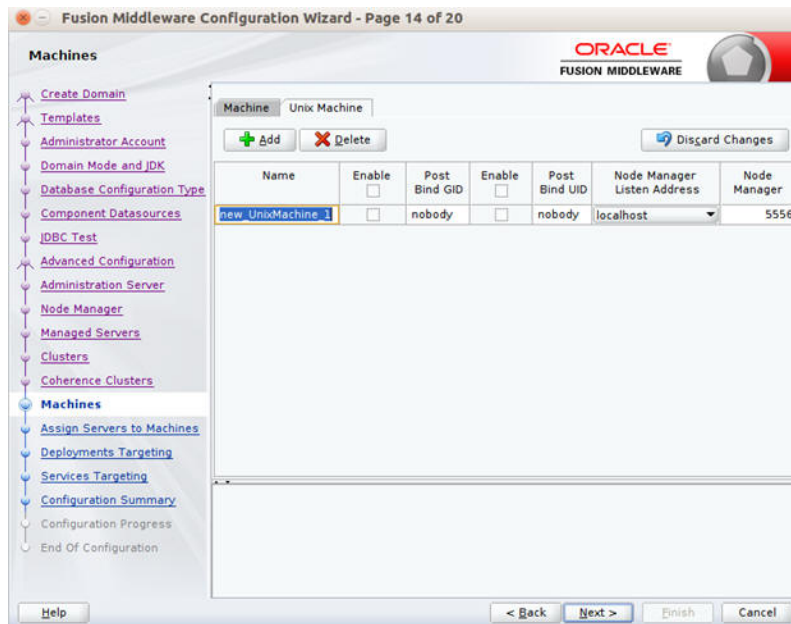 Fusion Middleware Configuration Wizard - Page 14 of 20
Machines
ORACLE
FUSION MIDDLEWARE
Create Domain
Templates
Administrator Account
Domain Mode and JDK
Database Configuration Type
Component Datasources
JDBC Test
Advanced Configuration
Administration Server
Node Manager
Managed Servers
Clusters
Coherence Clusters
Machines
Assign Servers to Machines
Deployments Targeting
Services Targeting
Configuration Summary
Configuration Progress
End Of Configuration
Machine Unix Machine
Add Delete Discard Changes
Name Enable Post Bind GID Enable Post Bind UID Node Manager Listen Address Node Manager
new_UnixMachine_1 nobody nobody localhost 5556
Help < Back Next > Finish Cancel